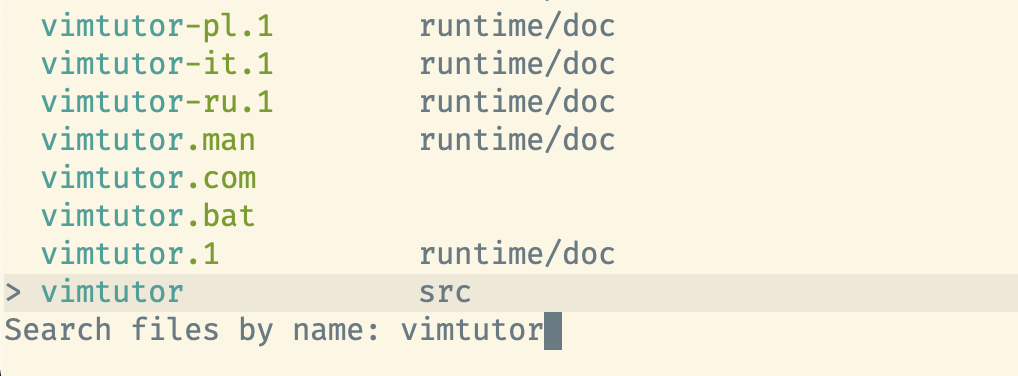 vimtutor-pl.1 runtime/doc
vimtutor-it.1 runtime/doc
vimtutor-ru.1 runtime/doc
vimtutor.man runtime/doc
vimtutor.com
vimtutor.bat
vimtutor.1 runtime/doc
> vimtutor src
Search files by name: vimtutor